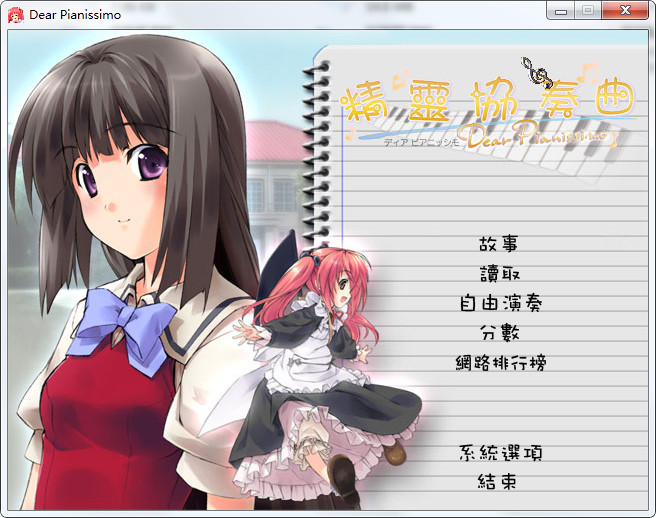 Dear Pianissimo
精靈協奏曲
ディア ピアニッシモ Dear Pianissimo
故事
讀取
自由演奏
分數
網路排行榜
系統選項
結束